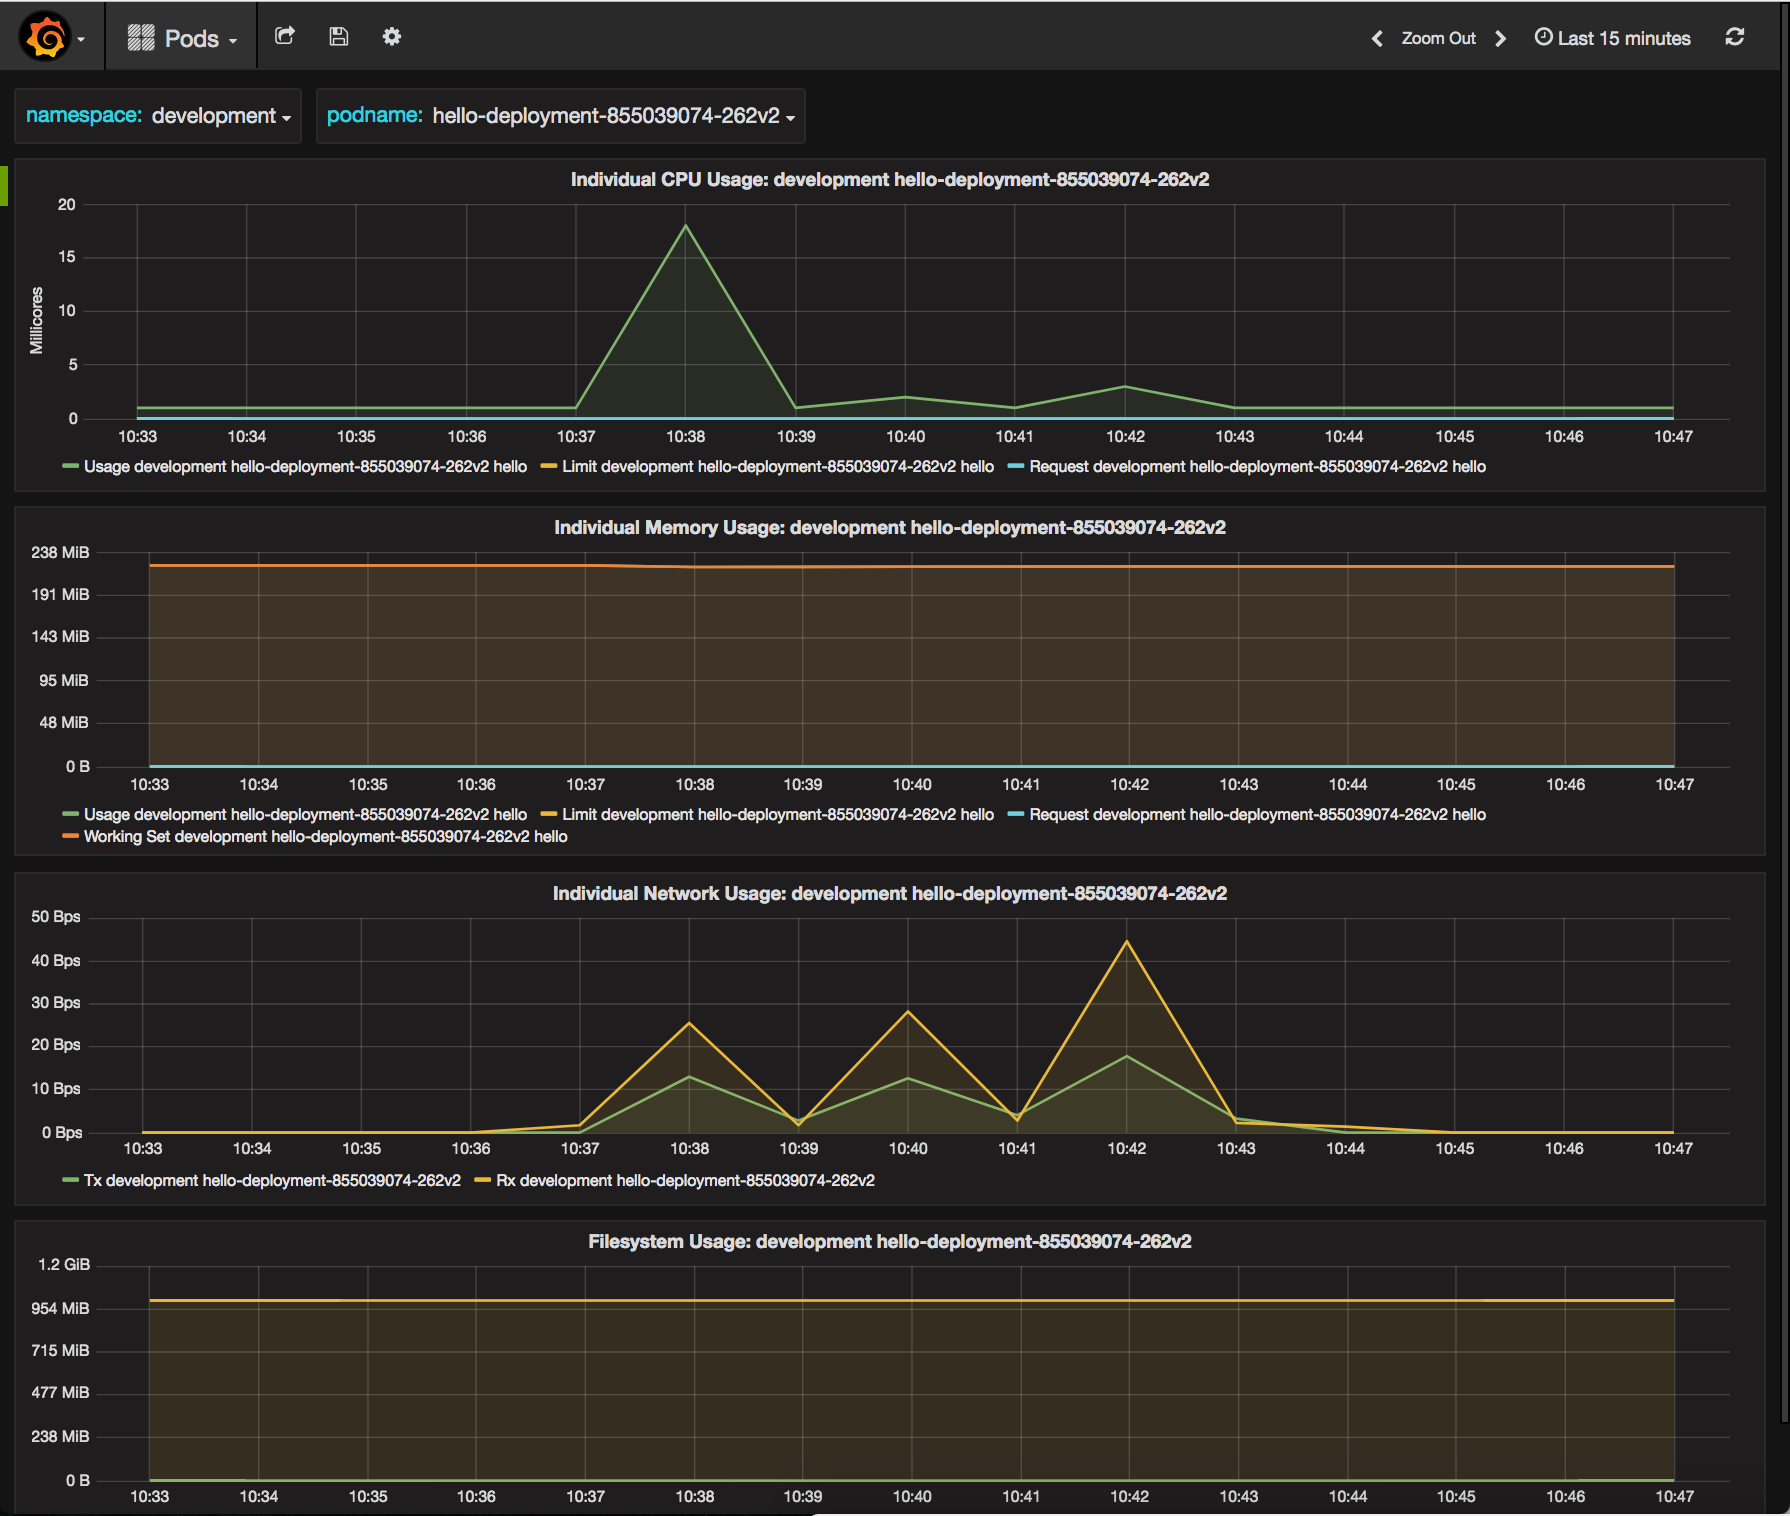 Pods Zoom Out Last 15 minutes
namespace: development podname: hello-deployment-855039074-262v2
Individual CPU Usage: development hello-deployment-855039074-262v2
Millicores
20
15
10
5
0
10:33 10:34 10:35 10:36 10:37 10:38 10:39 10:40 10:41 10:42 10:43 10:44 10:45 10:46 10:47
Usage development hello-deployment-855039074-262v2 hello Limit development hello-deployment-855039074-262v2 hello Request development hello-deployment-855039074-262v2 hello
Individual Memory Usage: development hello-deployment-855039074-262v2
238 MiB
191 MiB
143 MiB
95 MiB
48 MiB
0 B
10:33 10:34 10:35 10:36 10:37 10:38 10:39 10:40 10:41 10:42 10:43 10:44 10:45 10:46 10:47
Usage development hello-deployment-855039074-262v2 hello Limit development hello-deployment-855039074-262v2 hello Request development hello-deployment-855039074-262v2 hello
Working Set development hello-deployment-855039074-262v2 hello
Individual Network Usage: development hello-deployment-855039074-262v2
50 Bps
40 Bps
30 Bps
20 Bps
10 Bps
0 Bps
10:33 10:34 10:35 10:36 10:37 10:38 10:39 10:40 10:41 10:42 10:43 10:44 10:45 10:46 10:47
Tx development hello-deployment-855039074-262v2 Rx development hello-deployment-855039074-262v2
Filesystem Usage: development hello-deployment-855039074-262v2
1.2 GiB
954 MiB
715 MiB
477 MiB
238 MiB
0 B
10:33 10:34 10:35 10:36 10:37 10:38 10:39 10:40 10:41 10:42 10:43 10:44 10:45 10:46 10:47